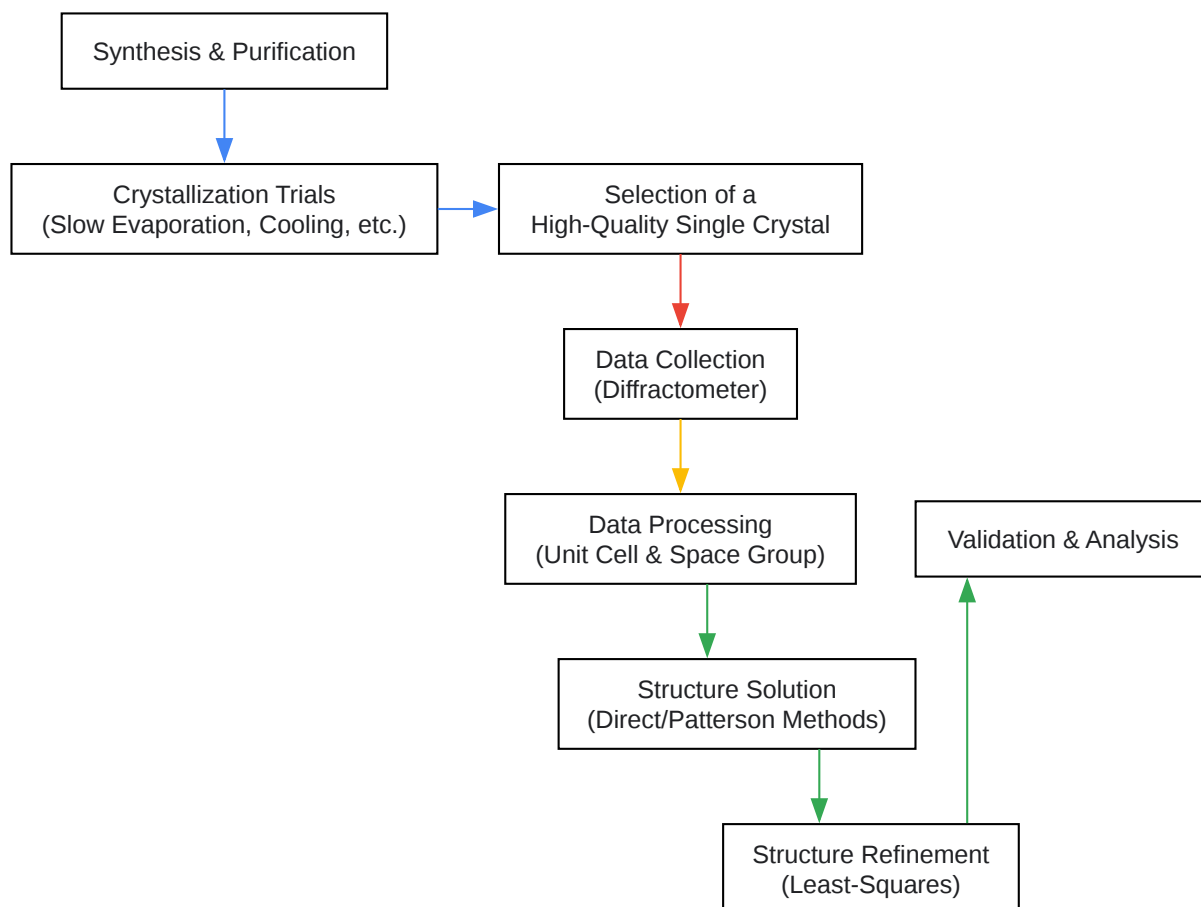 Synthesis & Purification
Crystallization Trials
(Slow Evaporation, Cooling, etc.)
Selection of a
High-Quality Single Crystal
Data Collection
(Diffractometer)
Data Processing
(Unit Cell & Space Group)
Validation & Analysis
Structure Solution
(Direct/Patterson Methods)
Structure Refinement
(Least-Squares)